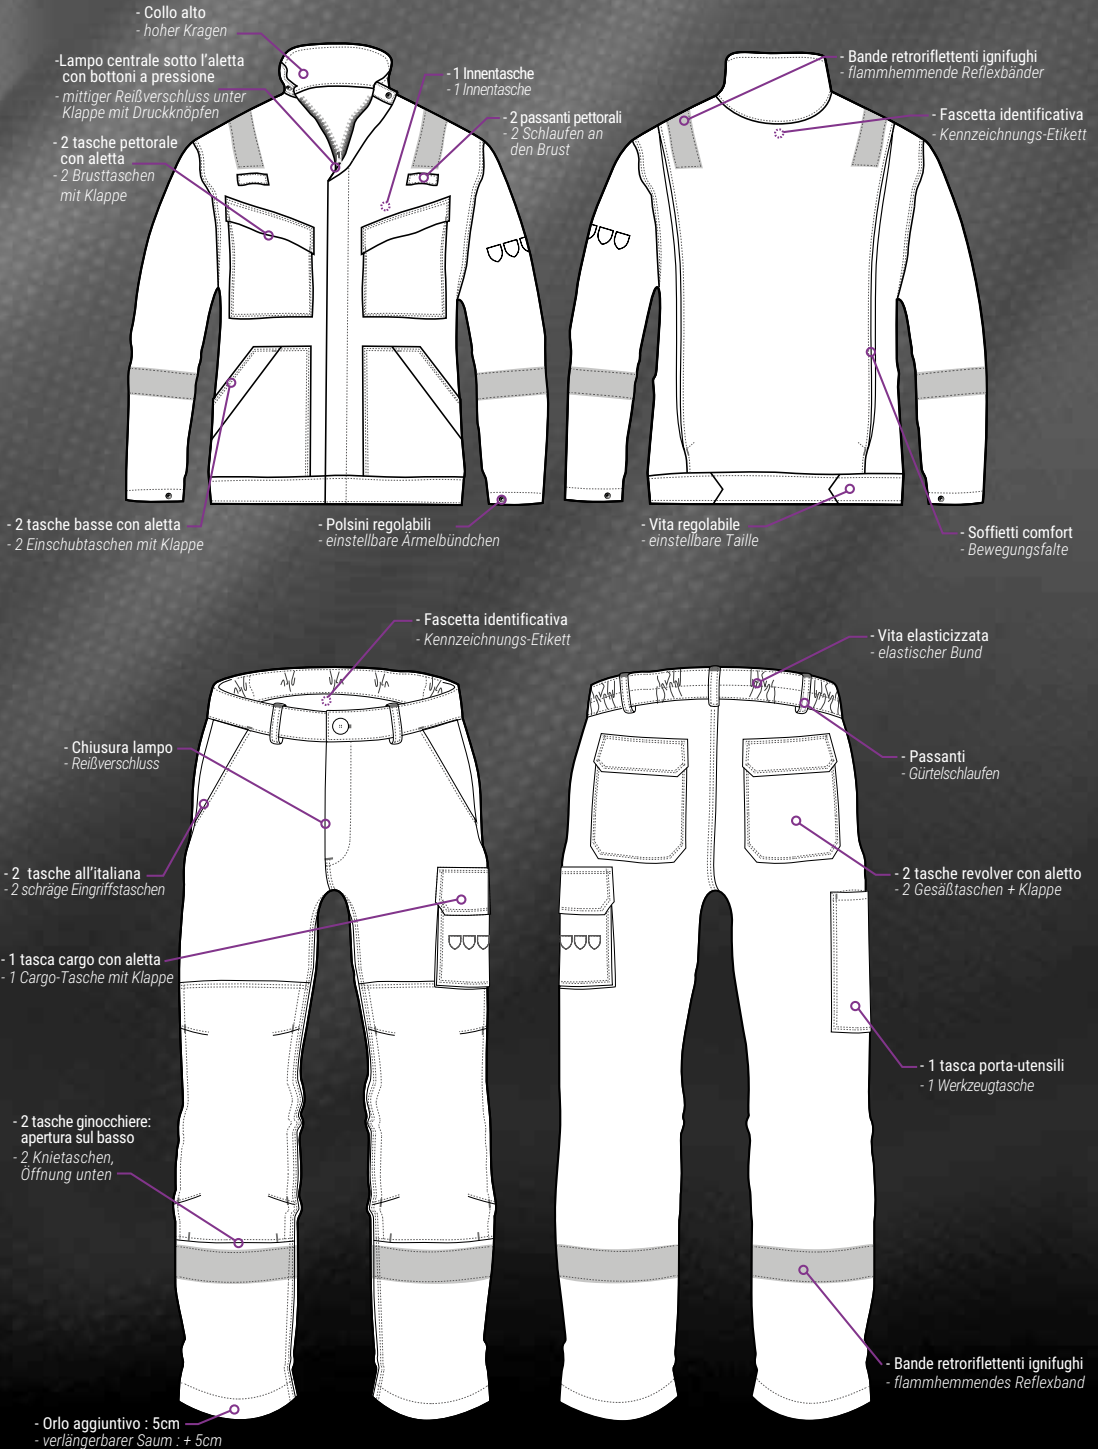 - Collo alto
- hoher Kragen
-Lampo centrale sotto l'aletta
con bottoni a pressione
- mittiger Reißverschluss unter
Klappe mit Druckknöpfen
- 2 tasche pettorale
con aletta
- 2 Brusttaschen
mit Klappe
- 1 Innentasche
- 1 Innentasche
- 2 passanti pettorali
- 2 Schlaufen an
den Brust
- Bande retroriflettenti ignifughi
- flammhemmende Reflexbänder
- Fascetta identificativa
- Kennzeichnungs-Etikett
- 2 tasche basse con aletta
- 2 Einschubtaschen mit Klappe
- Polsini regolabili
- einstellbare Ärmelbündchen
- Vita regolabile
- einstellbare Taille
- Soffietti comfort
- Bewegungsfalte
- Fascetta identificativa
- Kennzeichnungs-Etikett
- Vita elasticizzata
- elastischer Bund
- Chiusura lampo
- Reißverschluss
- Passanti
- Gürtelschlaufen
- 2 tasche all'italiana
- 2 schräge Eingriffstaschen
- 2 tasche revolver con aletto
- 2 Gesäßtaschen + Klappe
- 1 tasca cargo con aletta
- 1 Cargo-Tasche mit Klappe
- 1 tasca porta-utensili
- 1 Werkzeugtasche
- 2 tasche ginocchiere:
apertura sul basso
- 2 Knietaschen,
Öffnung unten
- Bande retroriflettenti ignifughi
- flammhemmendes Reflexband
- Orlo aggiuntivo : 5cm
- verlängerbarer Saum : + 5cm